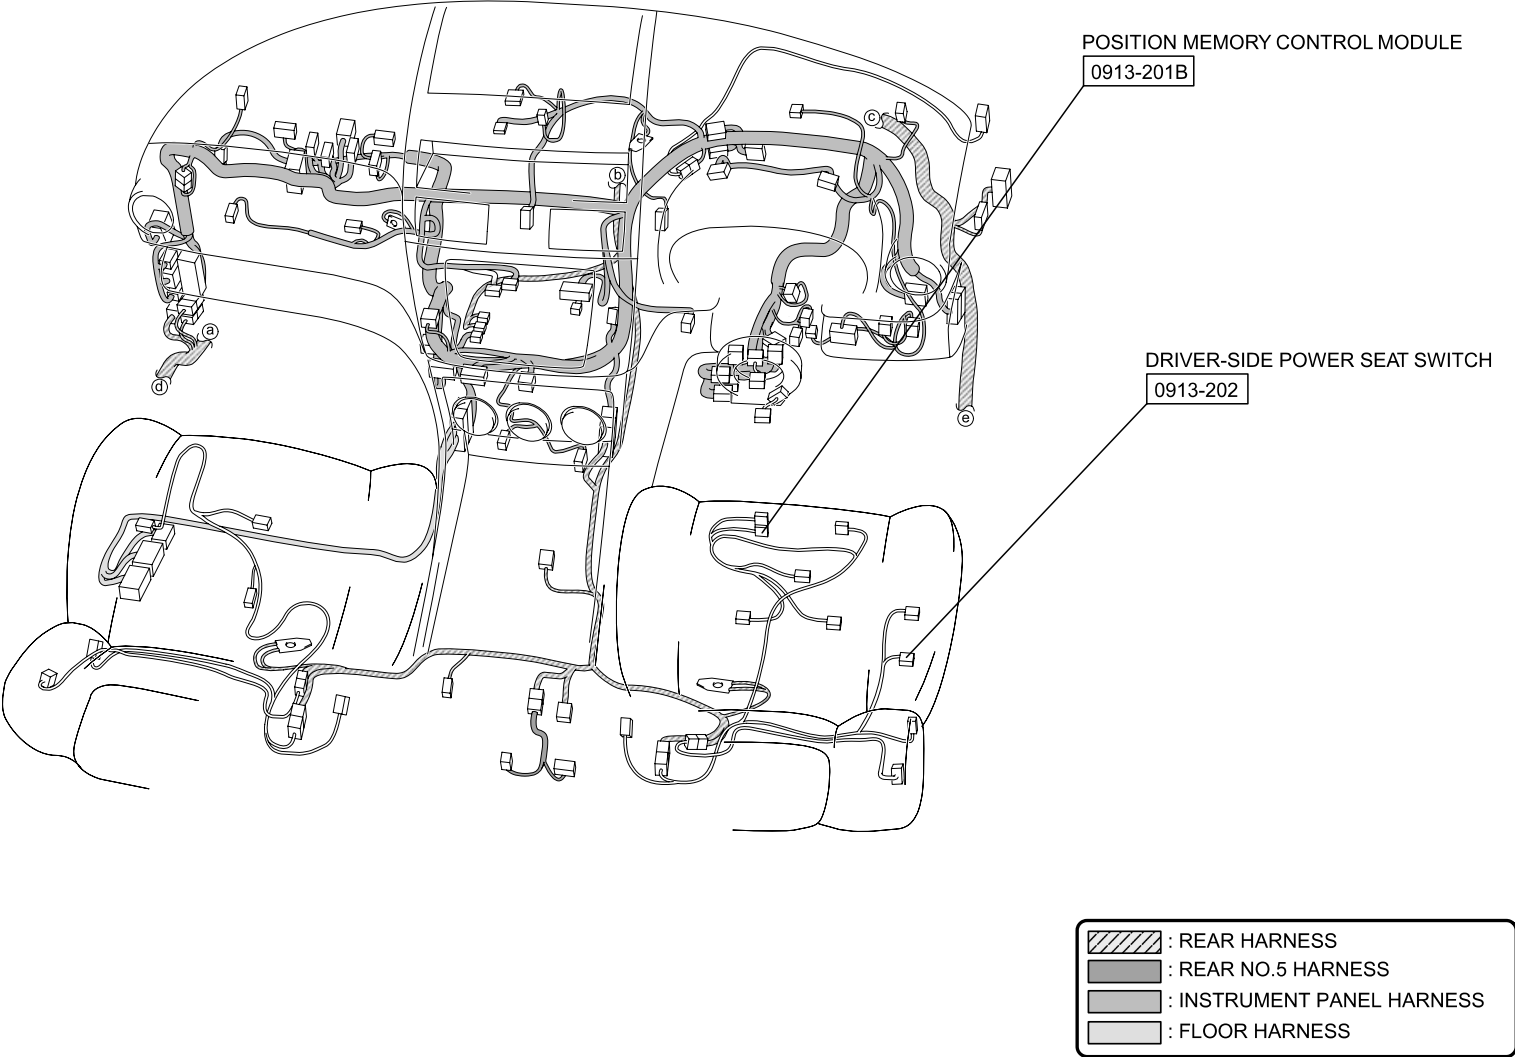 POSITION MEMORY CONTROL MODULE
0913-201B
c
b
a
d
e
DRIVER-SIDE POWER SEAT SWITCH
0913-202
: REAR HARNESS
: REAR NO.5 HARNESS
: INSTRUMENT PANEL HARNESS
: FLOOR HARNESS